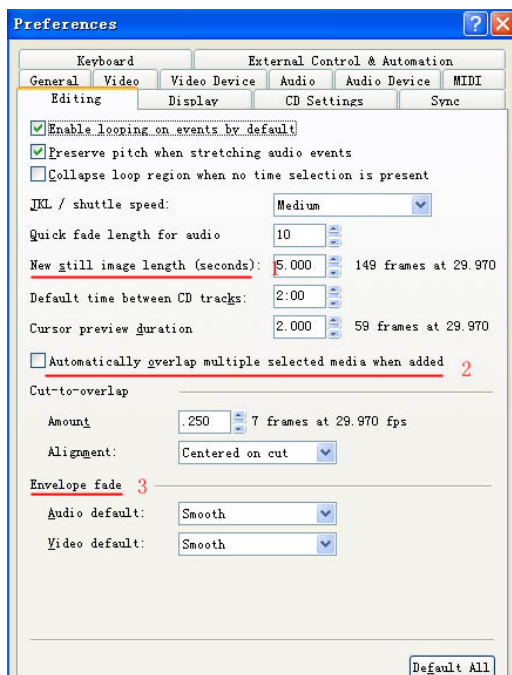 Preferences
Keyboard External Control & Automation
General Video Video Device Audio Audio Device MIDI
Editing Display CD Settings Sync
Enable looping on events by default
Preserve pitch when stretching audio events
Collapse loop region when no time selection is present
JKL / shuttle speed: Medium
Quick fade length for audio 10
New still image length (seconds): 1 5.000 149 frames at 29.970
Default time between CD tracks: 2:00
Cursor preview duration 2.000 59 frames at 29.970
Automatically overlap multiple selected media when added 2
Cut-to-overlap
Amount .250 7 frames at 29.970 fps
Alignment: Centered on cut
Envelope fade 3
Audio default: Smooth
Video default: Smooth
Default All